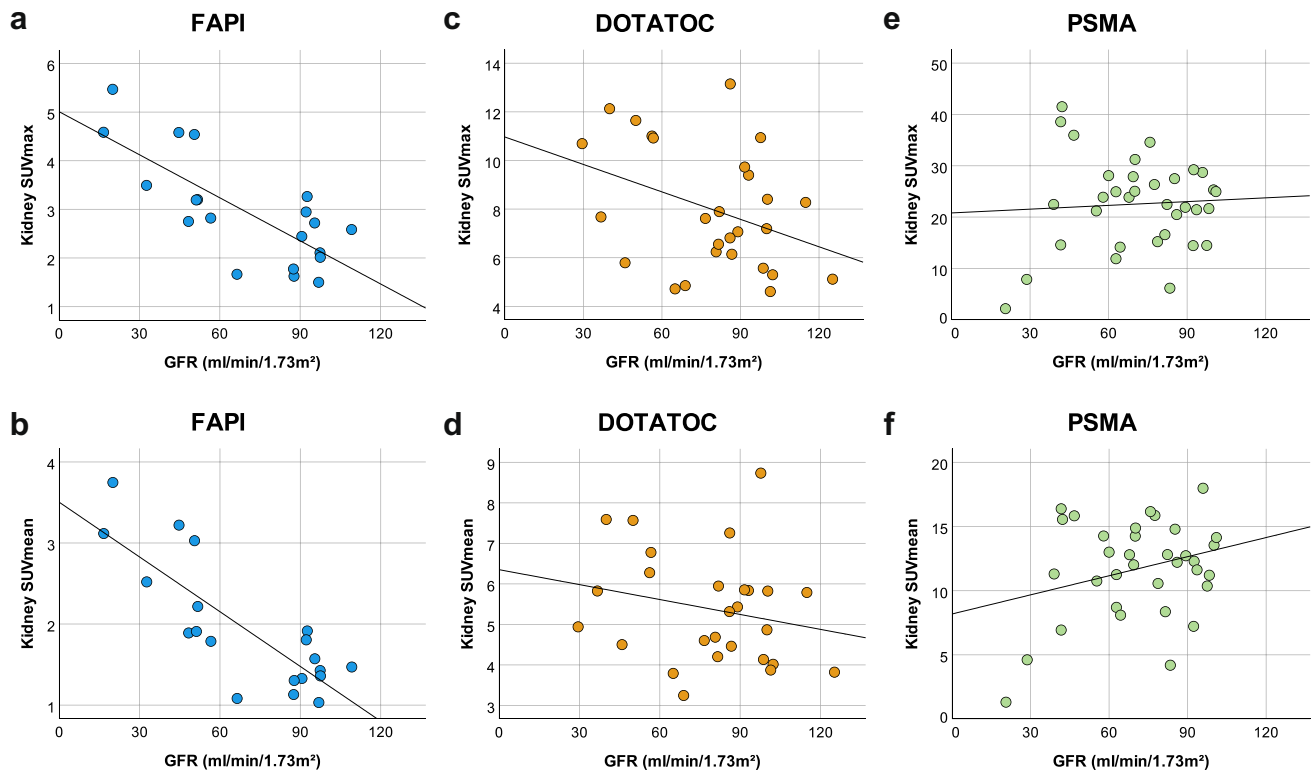 a
FAPI
Kidney SUVmax
6
5
4
3
2
1
0 30 60 90 120
GFR (ml/min/1.73m²)
c
DOTATOC
Kidney SUVmax
14
12
10
8
6
4
0 30 60 90 120
GFR (ml/min/1.73m²)
e
PSMA
Kidney SUVmax
50
40
30
20
10
0
0 30 60 90 120
GFR (ml/min/1.73m²)
b
FAPI
Kidney SUVmean
4
3
2
1
0 30 60 90 120
GFR (ml/min/1.73m²)
d
DOTATOC
Kidney SUVmean
9
8
7
6
5
4
3
0 30 60 90 120
GFR (ml/min/1.73m²)
f
PSMA
Kidney SUVmean
20
15
10
5
0
0 30 60 90 120
GFR (ml/min/1.73m²)